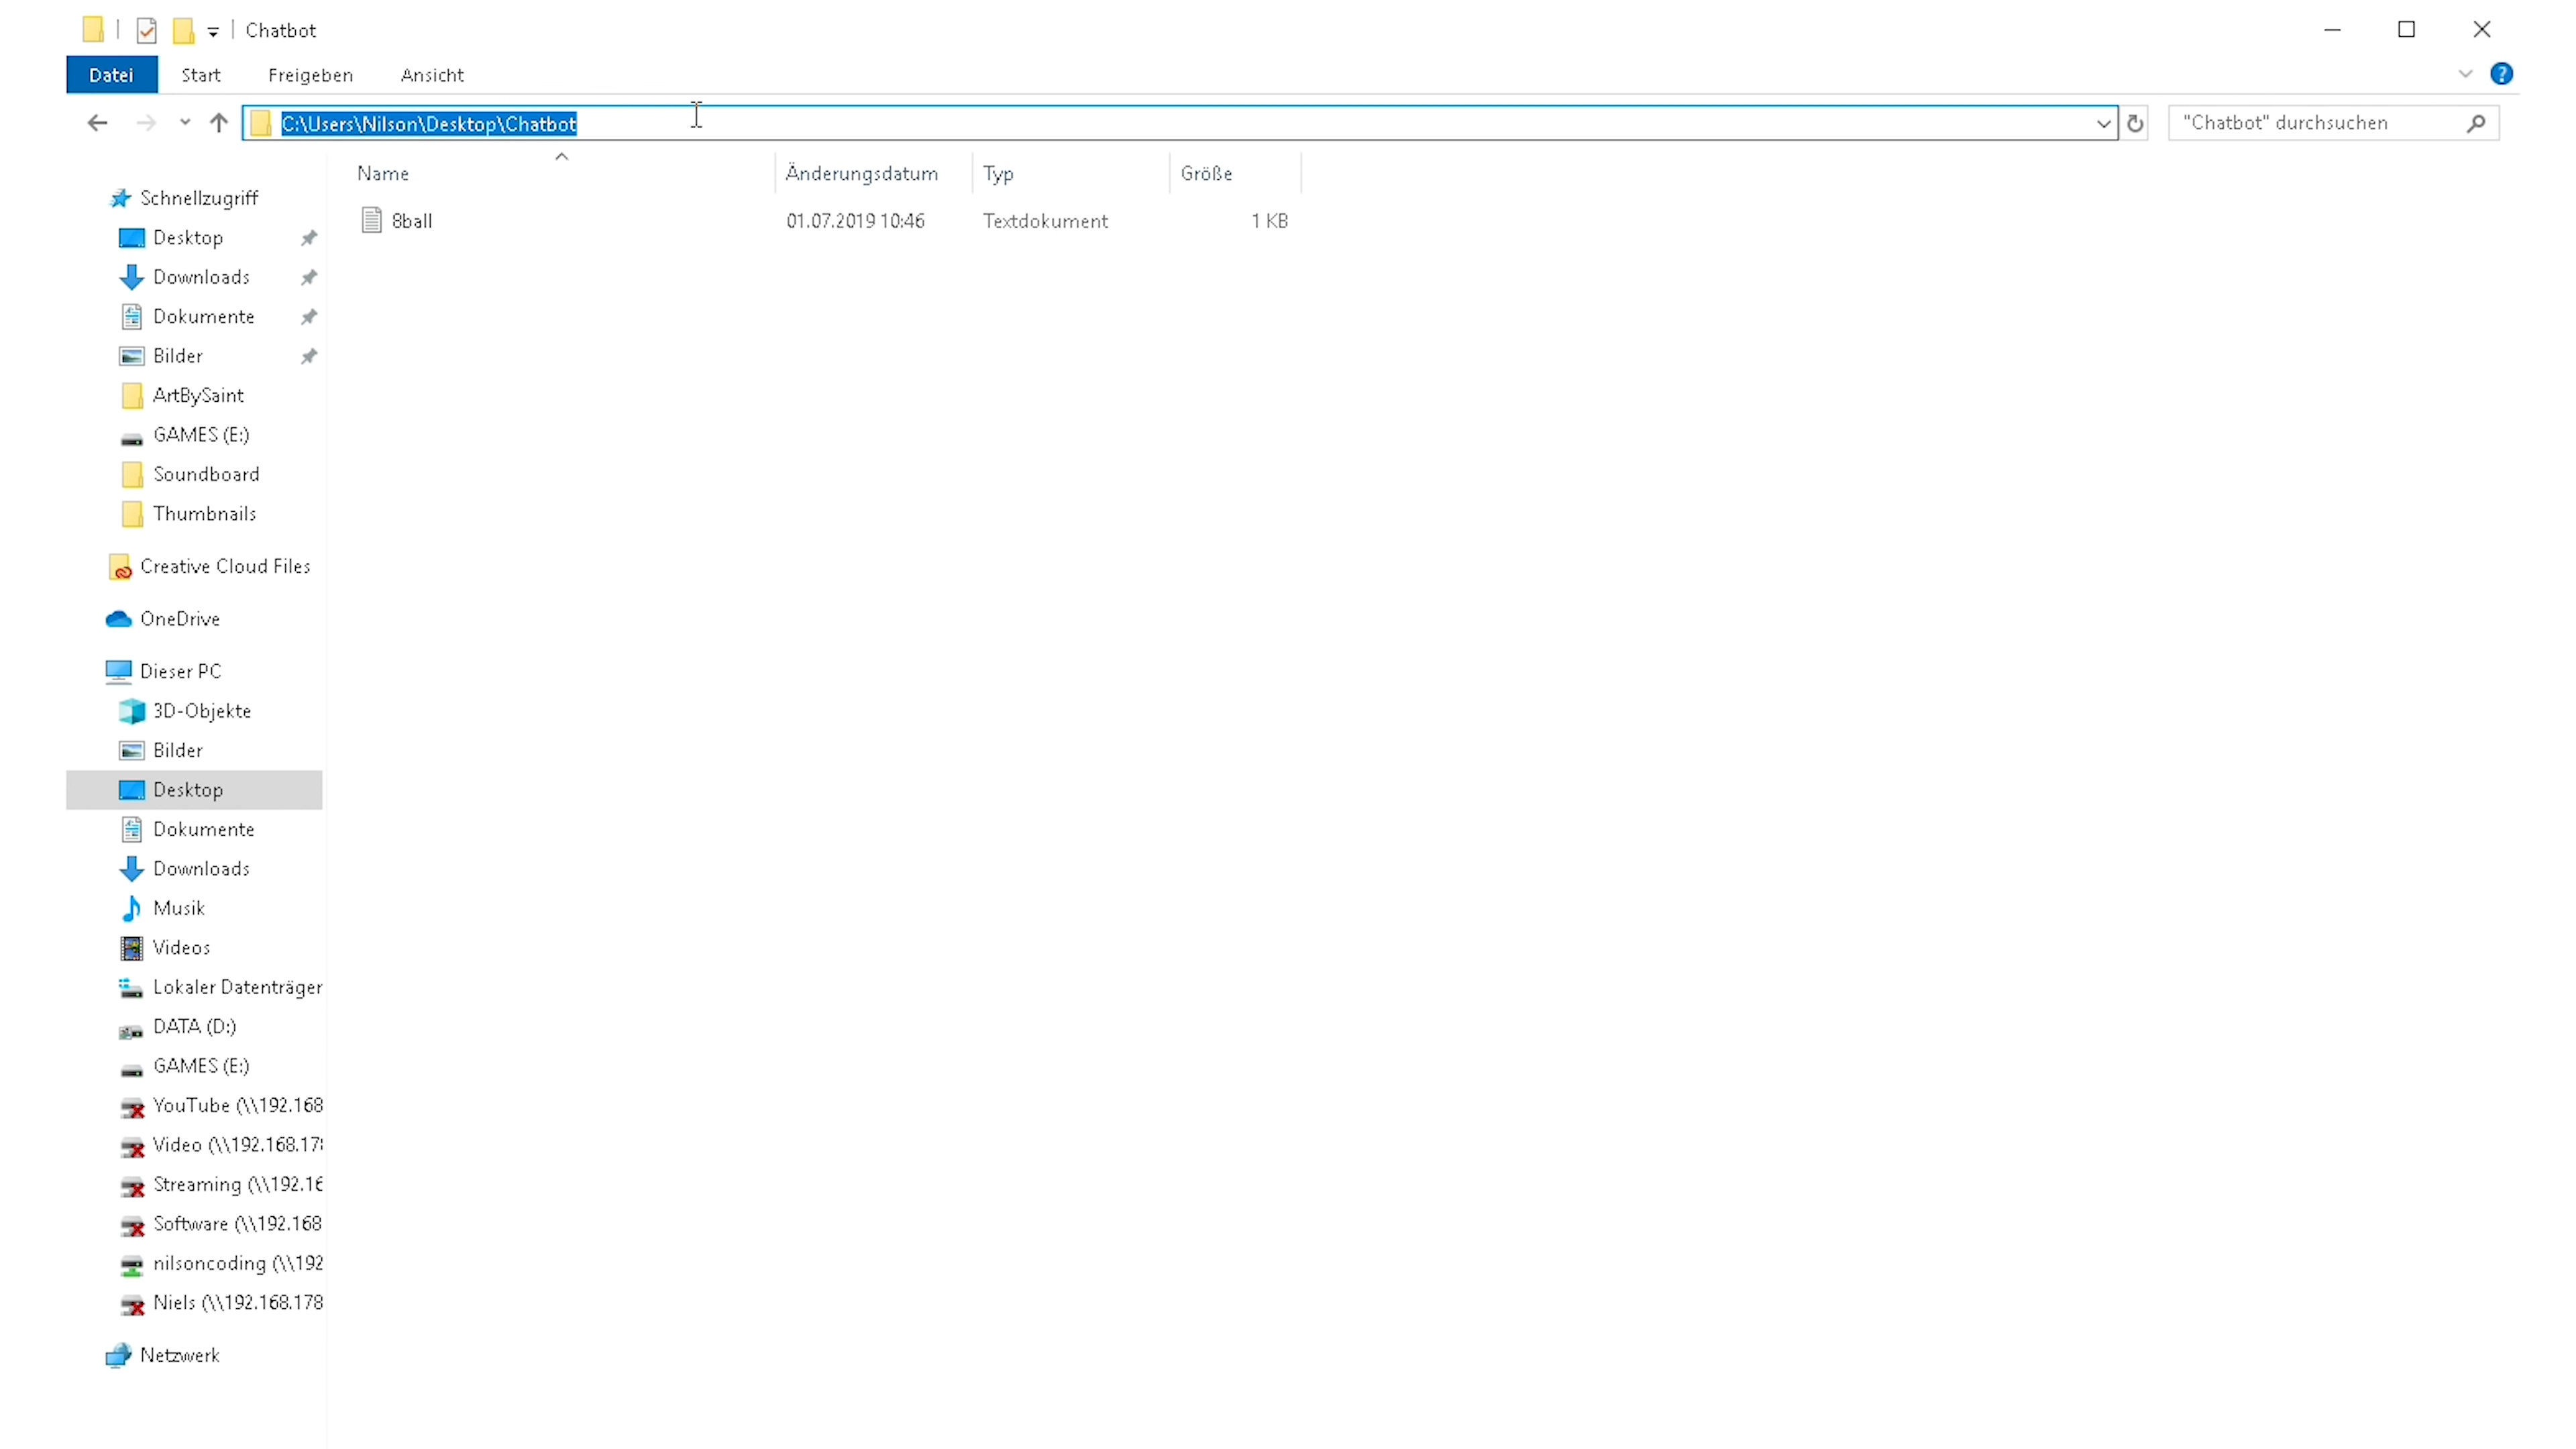 Chatbot
Datei Start Freigeben Ansicht
C:\Users\Nilson\Desktop\Chatbot
"Chatbot" durchsuchen
Name Änderungsdatum Typ Größe
8ball 01.07.2019 10:46 Textdokument 1 KB
Schnellzugriff
Desktop
Downloads
Dokumente
Bilder
ArtBySaint
GAMES (E:)
Soundboard
Thumbnails
Creative Cloud Files
OneDrive
Dieser PC
3D-Objekte
Bilder
Desktop
Dokumente
Downloads
Musik
Videos
Lokaler Datenträger
DATA (D:)
GAMES (E:)
YouTube (\\192.168
Video (\\192.168.17
Streaming (\\192.16
Software (\\192.168
nilsoncoding (\\192
Niels (\\192.168.178
Netzwerk